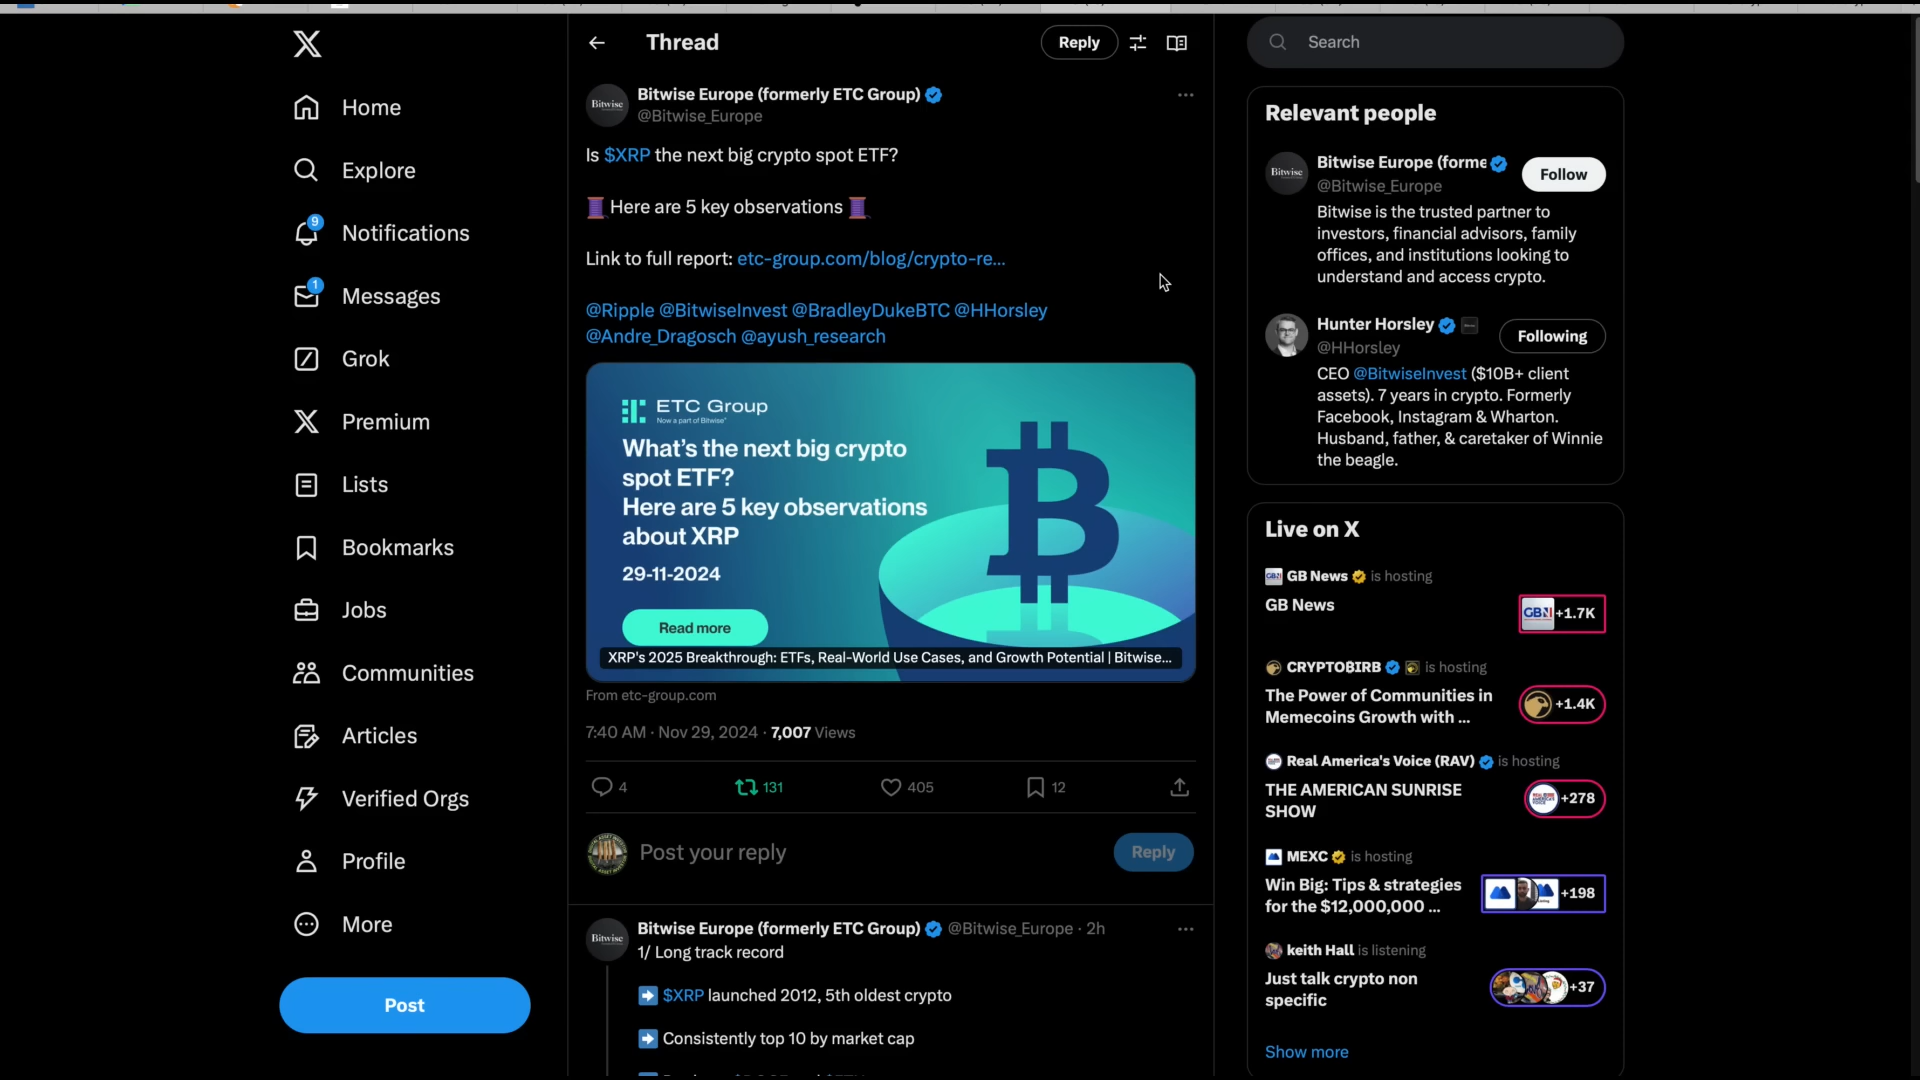 Home
Explore
9
Notifications
1
Messages
Grok
Premium
Lists
Bookmarks
Jobs
Communities
Articles
Verified Orgs
Profile
More
Post
Thread
Reply
Bitwise
Bitwise Europe (formerly ETC Group)
@Bitwise_Europe
Is $XRP the next big crypto spot ETF?
Here are 5 key observations
Link to full report: etc-group.com/blog/crypto-re...
@Ripple @BitwiseInvest @BradleyDukeBTC @HHorsley
@Andre_Dragosch @ayush_research
ETC Group
Now a part of Bitwise
What's the next big crypto
spot ETF?
Here are 5 key observations
about XRP
29-11-2024
Read more
XRP's 2025 Breakthrough: ETFs, Real-World Use Cases, and Growth Potential | Bitwise...
From etc-group.com
7:40 AM · Nov 29, 2024 · 7,007 Views
4
131
405
12
Post your reply
Reply
Bitwise
Bitwise Europe (formerly ETC Group) @Bitwise_Europe · 2h
1/ Long track record
$XRP launched 2012, 5th oldest crypto
Consistently top 10 by market cap
Search
Relevant people
Bitwise
Bitwise Europe (forme
@Bitwise_Europe
Follow
Bitwise is the trusted partner to
investors, financial advisors, family
offices, and institutions looking to
understand and access crypto.
Hunter Horsley
@HHorsley
Following
CEO @BitwiseInvest ($10B+ client
assets). 7 years in crypto. Formerly
Facebook, Instagram & Wharton.
Husband, father, & caretaker of Winnie
the beagle.
Live on X
GB News is hosting
GB News
GBN +1.7K
CRYPTO₿IRB is hosting
The Power of Communities in
Memecoins Growth with ...
+1.4K
Real America's Voice (RAV) is hosting
THE AMERICAN SUNRISE
SHOW
+278
MEXC is hosting
Win Big: Tips & strategies
for the $12,000,000 ...
+198
keith Hall is listening
Just talk crypto non
specific
+37
Show more